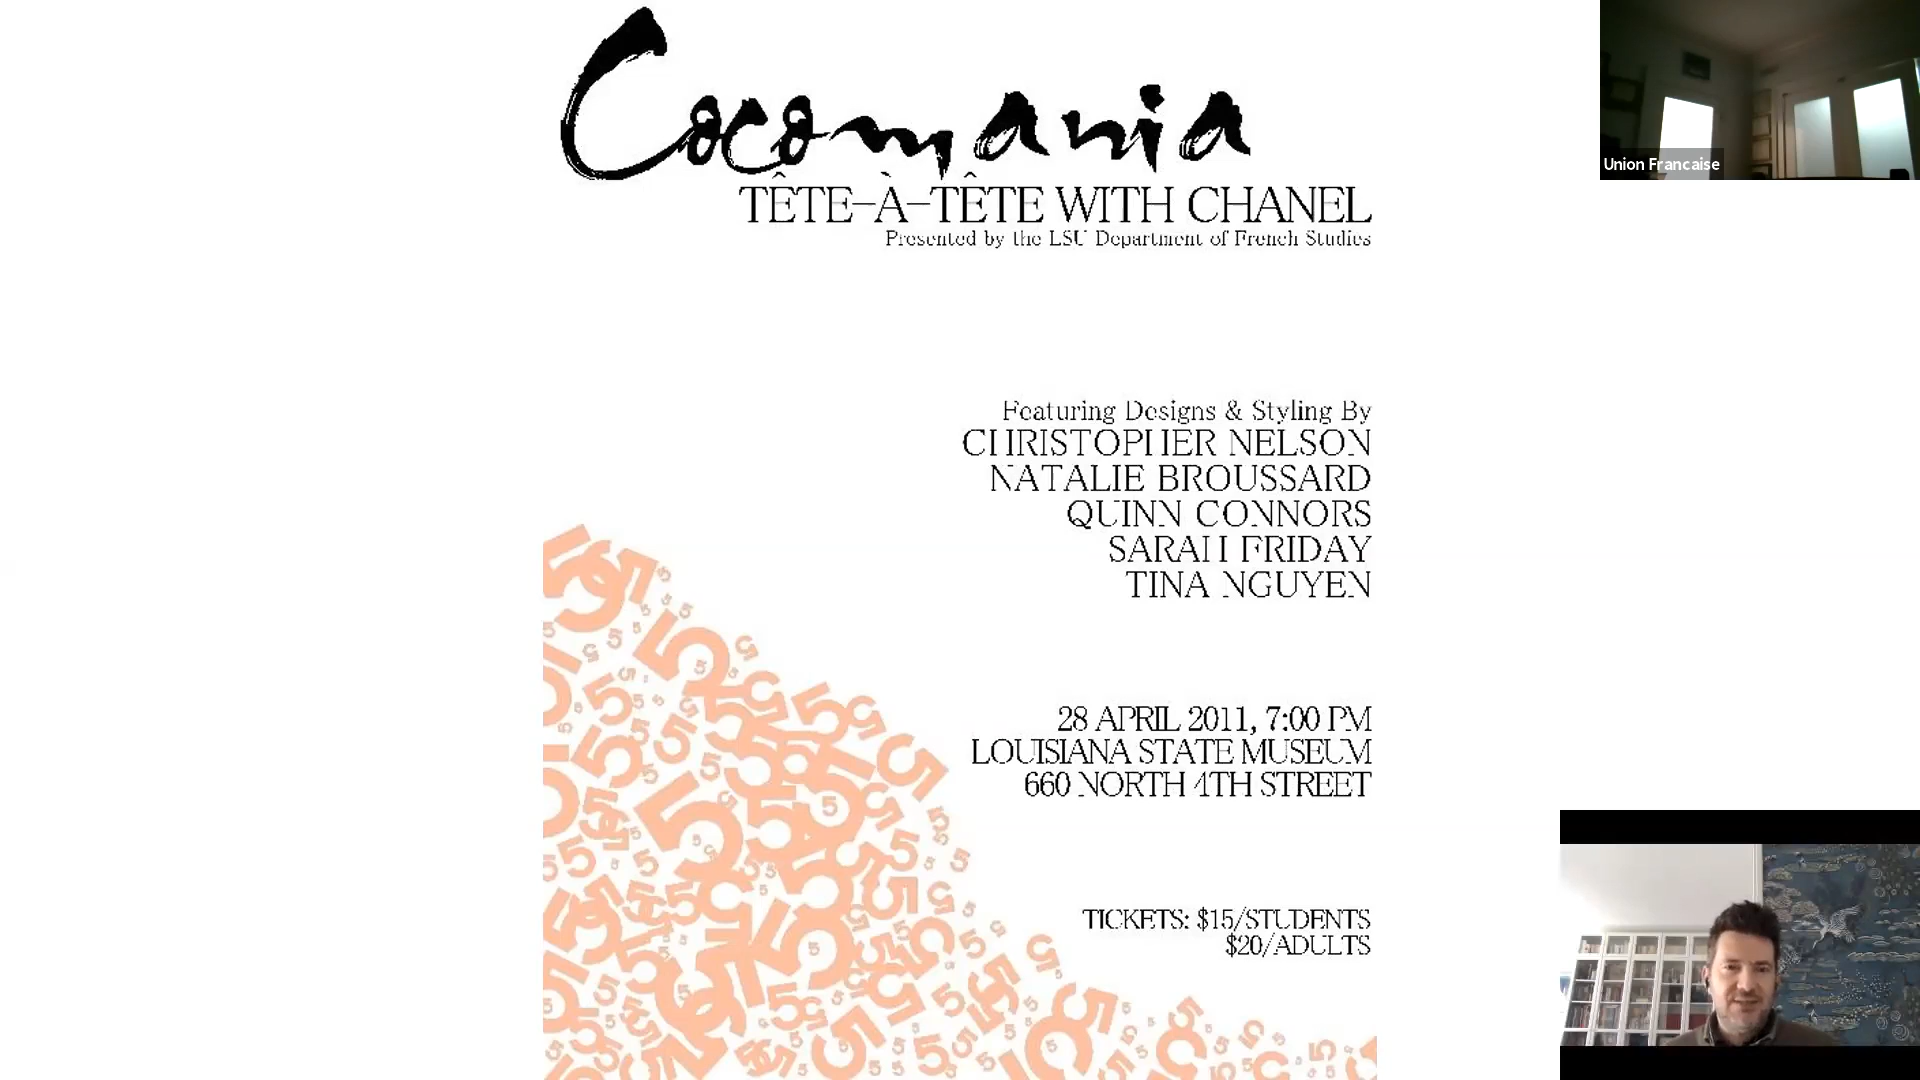 Cocomania
TÊTE-À-TÊTE WITH CHANEL
Presented by the LSU Department of French Studies
Featuring Designs & Styling By
CHRISTOPHER NELSON
NATALIE BROUSSARD
QUINN CONNORS
SARAH FRIDAY
TINA NGUYEN
28 APRIL 2011, 7:00 PM
LOUISIANA STATE MUSEUM
660 NORTH 4TH STREET
TICKETS: $15/STUDENTS
$20/ADULTS
Union Francaise